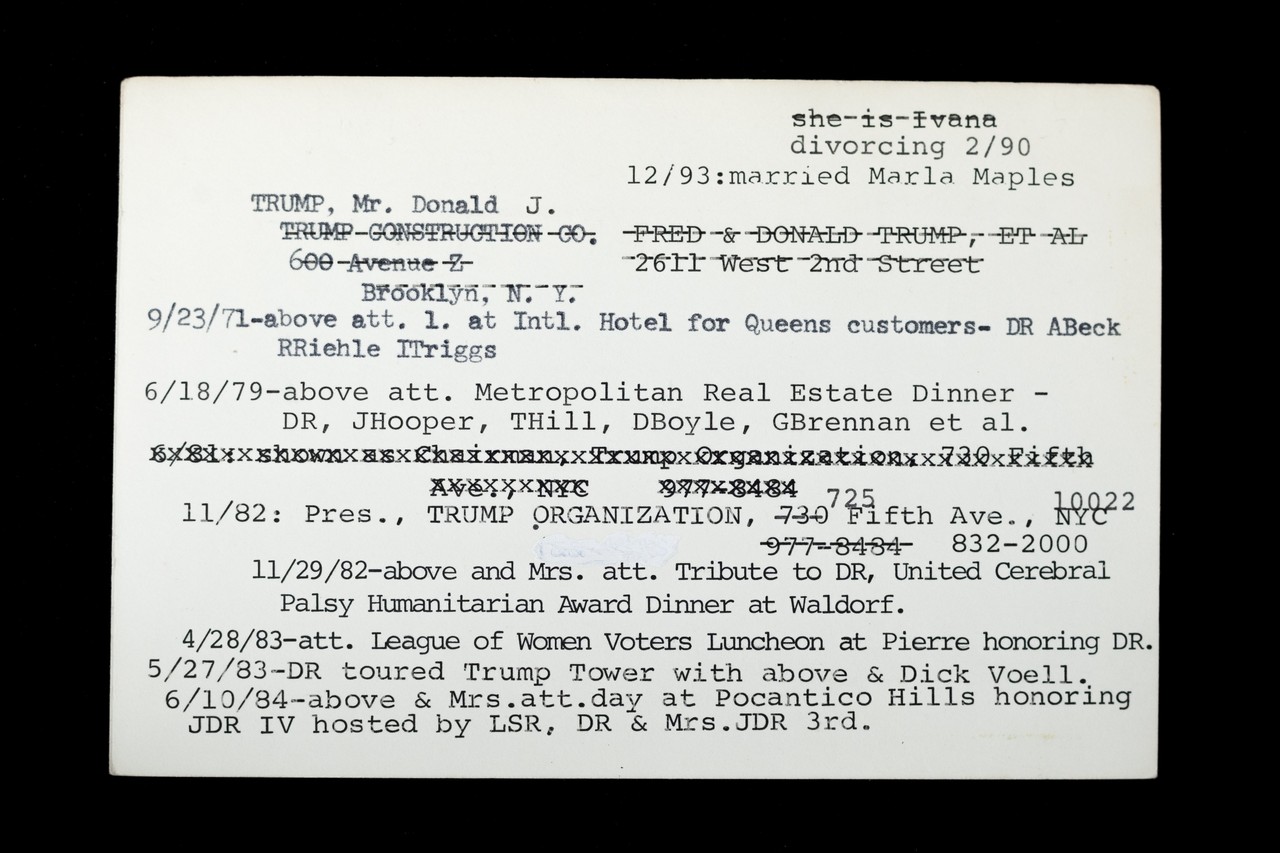 she-is-Ivana
divorcing 2/90
12/93:married Marla Maples
TRUMP, Mr. Donald J.
TRUMP CONSTRUCTION CO. FRED & DONALD TRUMP, ET AL
600 Avenue Z 2611 West 2nd Street
Brooklyn, N. Y.
9/23/71-above att. l. at Intl. Hotel for Queens customers- DR ABeck
RRiehle ITriggs
6/18/79-above att. Metropolitan Real Estate Dinner -
DR, JHooper, THill, DBoyle, GBrennan et al.
6/81: shown as Chairman, Trump Organization, 730 Fifth
Ave., NYC 977-8484
725 10022
11/82: Pres., TRUMP ORGANIZATION, 730 Fifth Ave., NYC
977-8484 832-2000
11/29/82-above and Mrs. att. Tribute to DR, United Cerebral
Palsy Humanitarian Award Dinner at Waldorf.
4/28/83-att. League of Women Voters Luncheon at Pierre honoring DR.
5/27/83-DR toured Trump Tower with above & Dick Voell.
6/10/84-above & Mrs.att.day at Pocantico Hills honoring
JDR IV hosted by LSR, DR & Mrs.JDR 3rd.